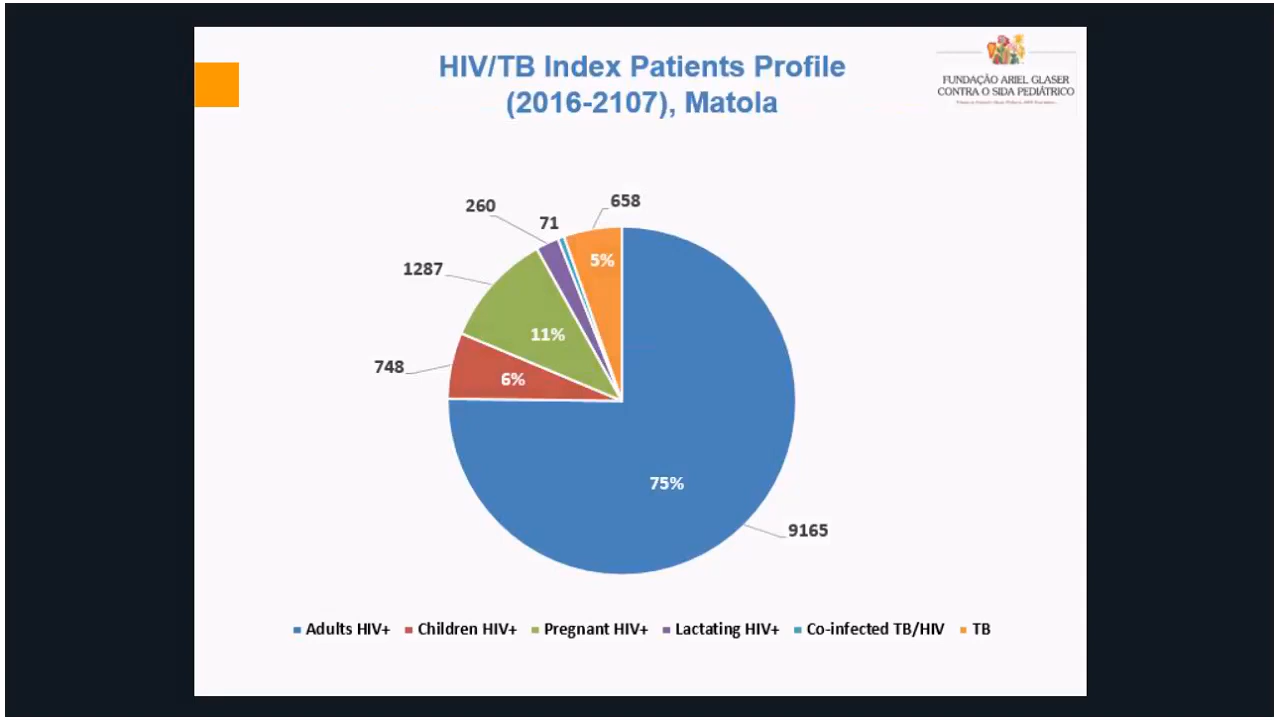 HIV/TB Index Patients Profile
(2016-2107), Matola
FUNDAÇÃO ARIEL GLASER
CONTRA O SIDA PEDIÁTRICO
658
260
71
5%
1287
11%
748
6%
75%
9165
Adults HIV+ Children HIV+ Pregnant HIV+ Lactating HIV+ Co-infected TB/HIV TB